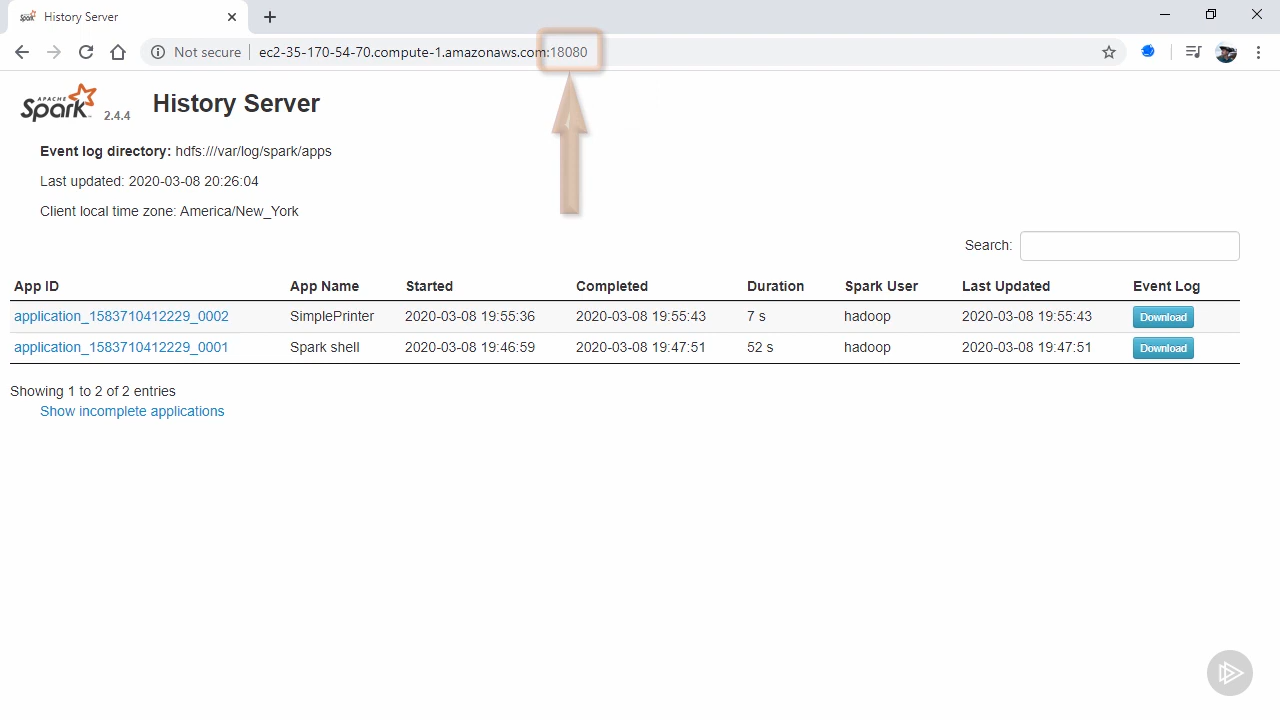 History Server
Not secure ec2-35-170-54-70.compute-1.amazonaws.com:18080
APACHE Spark 2.4.4 History Server
Event log directory: hdfs:///var/log/spark/apps
Last updated: 2020-03-08 20:26:04
Client local time zone: America/New_York
Search:
App ID App Name Started Completed Duration Spark User Last Updated Event Log
application_1583710412229_0002 SimplePrinter 2020-03-08 19:55:36 2020-03-08 19:55:43 7 s hadoop 2020-03-08 19:55:43 Download
application_1583710412229_0001 Spark shell 2020-03-08 19:46:59 2020-03-08 19:47:51 52 s hadoop 2020-03-08 19:47:51 Download
Showing 1 to 2 of 2 entries
Show incomplete applications